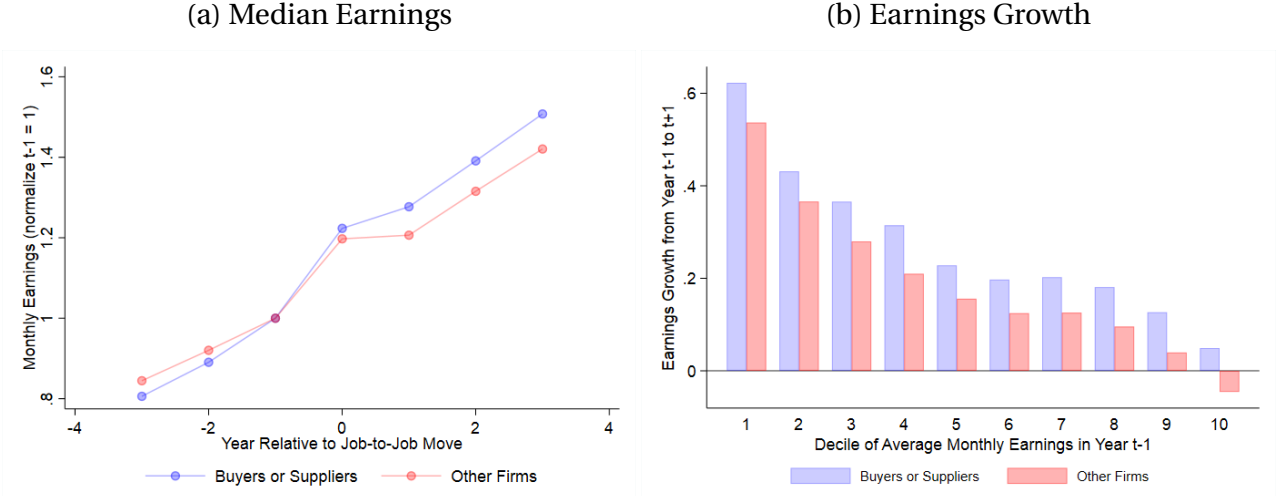 (a) Median Earnings
Monthly Earnings (normalize t-1 = 1)
1.6
1.4
1.2
1
.8
-4 -2 0 2 4
Year Relative to Job-to-Job Move
Buyers or Suppliers Other Firms
(b) Earnings Growth
Earnings Growth from Year t-1 to t+1
.6
.4
.2
0
1 2 3 4 5 6 7 8 9 10
Decile of Average Monthly Earnings in Year t-1
Buyers or Suppliers Other Firms